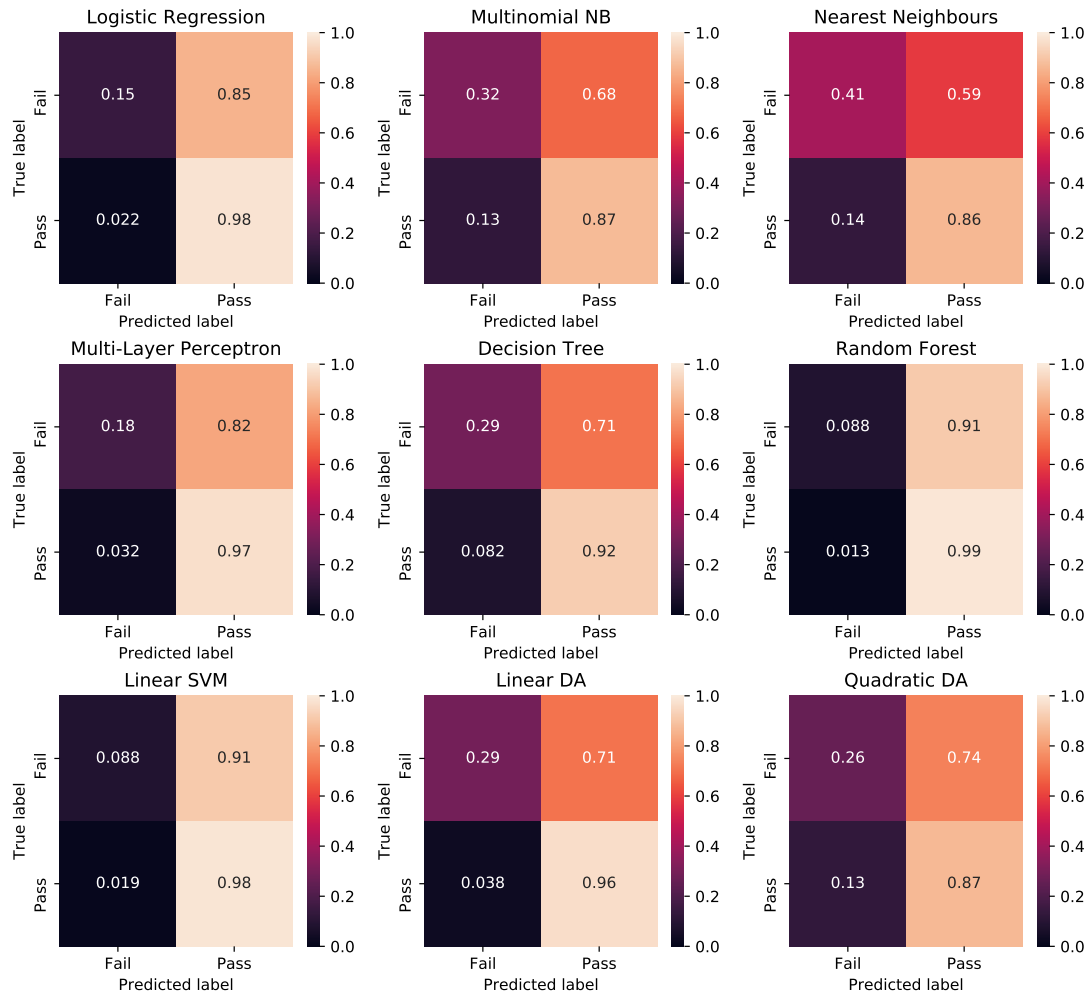 Logistic Regression
True label
Fail
Pass
0.15 0.85
0.022 0.98
Fail Pass
Predicted label
1.0
0.8
0.6
0.4
0.2
0.0
Multinomial NB
True label
Fail
Pass
0.32 0.68
0.13 0.87
Fail Pass
Predicted label
1.0
0.8
0.6
0.4
0.2
0.0
Nearest Neighbours
True label
Fail
Pass
0.41 0.59
0.14 0.86
Fail Pass
Predicted label
1.0
0.8
0.6
0.4
0.2
0.0
Multi-Layer Perceptron
True label
Fail
Pass
0.18 0.82
0.032 0.97
Fail Pass
Predicted label
1.0
0.8
0.6
0.4
0.2
0.0
Decision Tree
True label
Fail
Pass
0.29 0.71
0.082 0.92
Fail Pass
Predicted label
1.0
0.8
0.6
0.4
0.2
0.0
Random Forest
True label
Fail
Pass
0.088 0.91
0.013 0.99
Fail Pass
Predicted label
1.0
0.8
0.6
0.4
0.2
0.0
Linear SVM
True label
Fail
Pass
0.088 0.91
0.019 0.98
Fail Pass
Predicted label
1.0
0.8
0.6
0.4
0.2
0.0
Linear DA
True label
Fail
Pass
0.29 0.71
0.038 0.96
Fail Pass
Predicted label
1.0
0.8
0.6
0.4
0.2
0.0
Quadratic DA
True label
Fail
Pass
0.26 0.74
0.13 0.87
Fail Pass
Predicted label
1.0
0.8
0.6
0.4
0.2
0.0